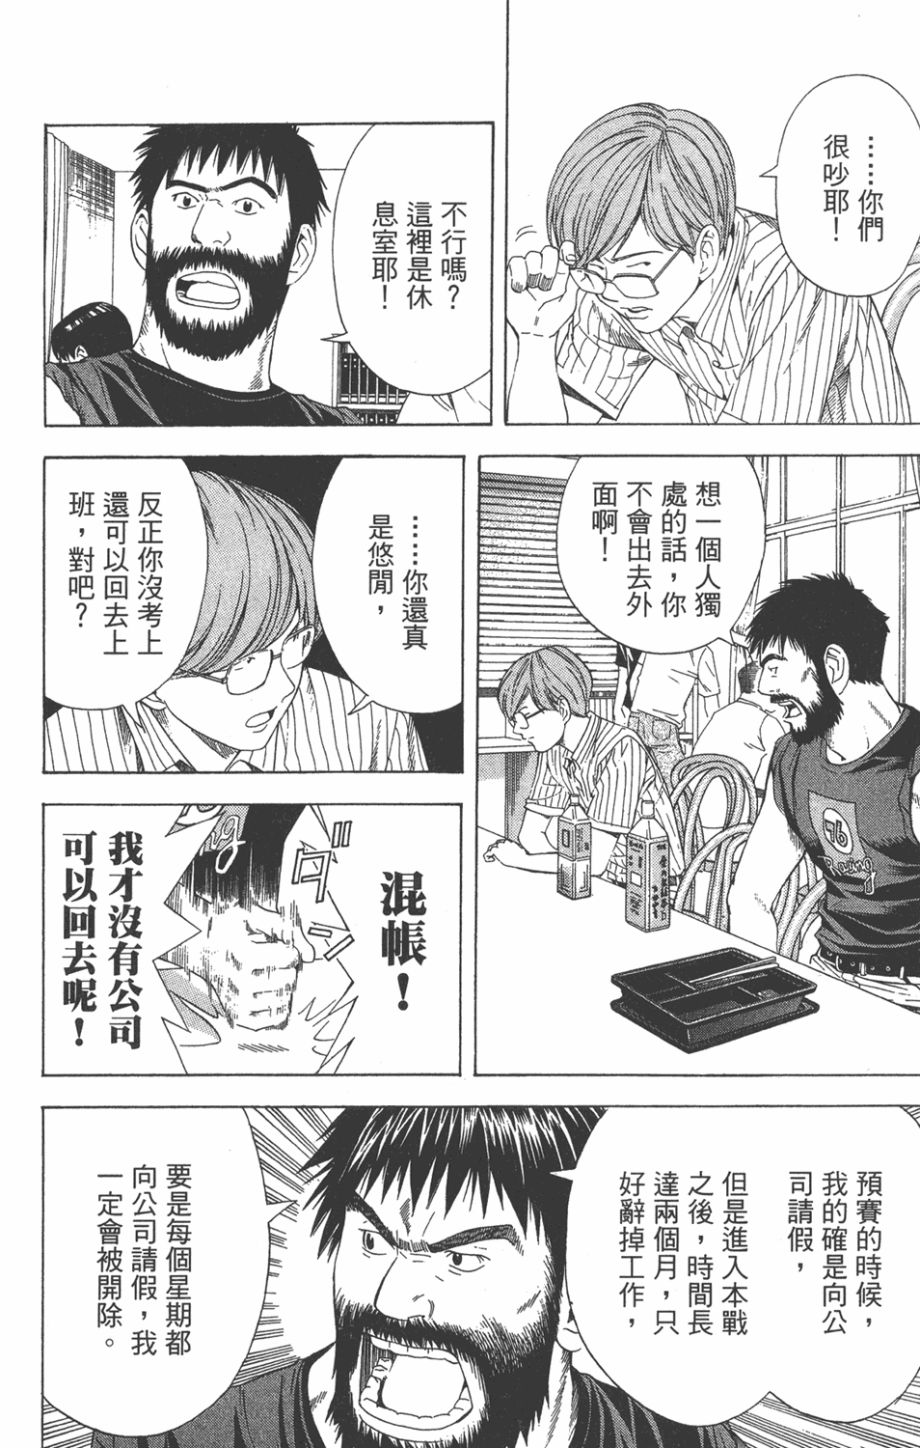 ……你們
很吵耶！
不行嗎？
這裡是休
息室耶！
想一個人獨
處的話，你
不會出去外
面啊！
76
Racing
……你還真
是悠閒，
反正你沒考上
還可以回去上
班，對吧？
混帳！
我才沒有公司
可以回去呢！
預賽的時候，
我的確是向公
司請假，
但是進入本戰
之後，時間長
達兩個月，只
好辭掉工作，
要是每個星期都
向公司請假，我
一定會被開除。